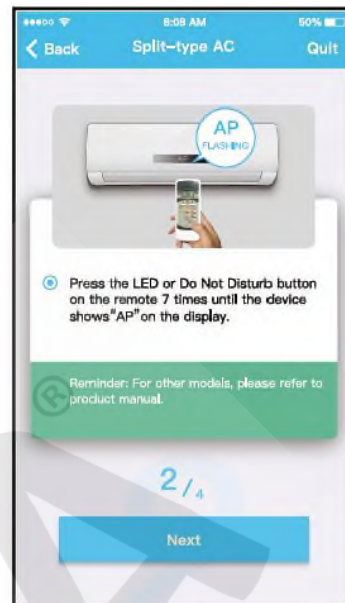 6:08 AM 50%
Back Split-type AC Quit
AP
FLASHING
Press the LED or Do Not Disturb button
on the remote 7 times until the device
shows"AP"on the display.
Reminder: For other models, please refer to
product manual.
®
2/4
Next